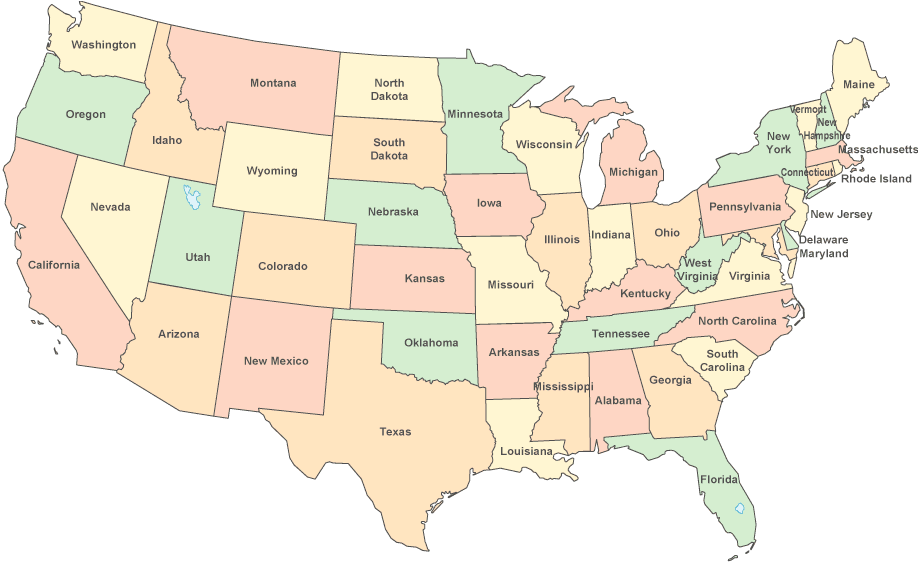 Washington
Oregon
California
Nevada
Idaho
Montana
Wyoming
Utah
Arizona
Colorado
New Mexico
North
Dakota
South
Dakota
Nebraska
Kansas
Oklahoma
Texas
Minnesota
Iowa
Missouri
Arkansas
Louisiana
Wisconsin
Illinois
Michigan
Indiana
Ohio
Kentucky
Tennessee
Mississippi
Alabama
Georgia
Florida
South
Carolina
North Carolina
Virginia
West
Virginia
Pennsylvania
New
York
Vermont
New
Hampshire
Maine
Massachusetts
Connecticut
Rhode Island
New Jersey
Delaware
Maryland